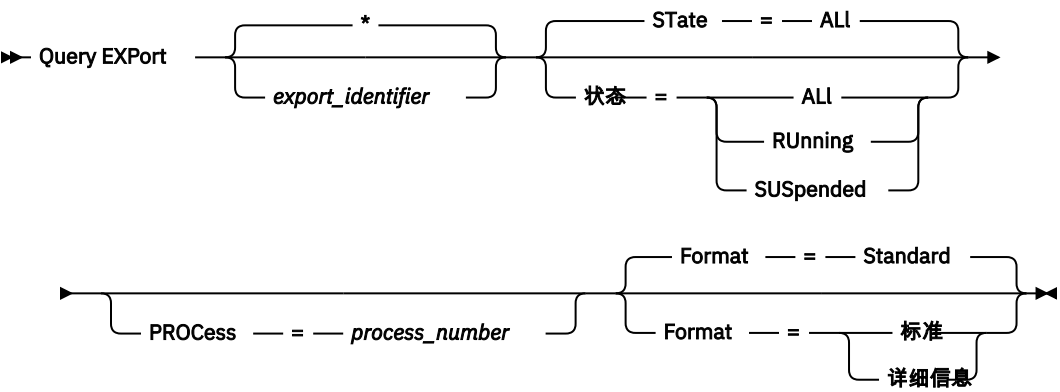 * STate = ALl
Query EXPort
export_identifier 状态 = ALl
RUnning
SUSpended
Format = Standard
PROCess = process_number Format = 标准
详细信息